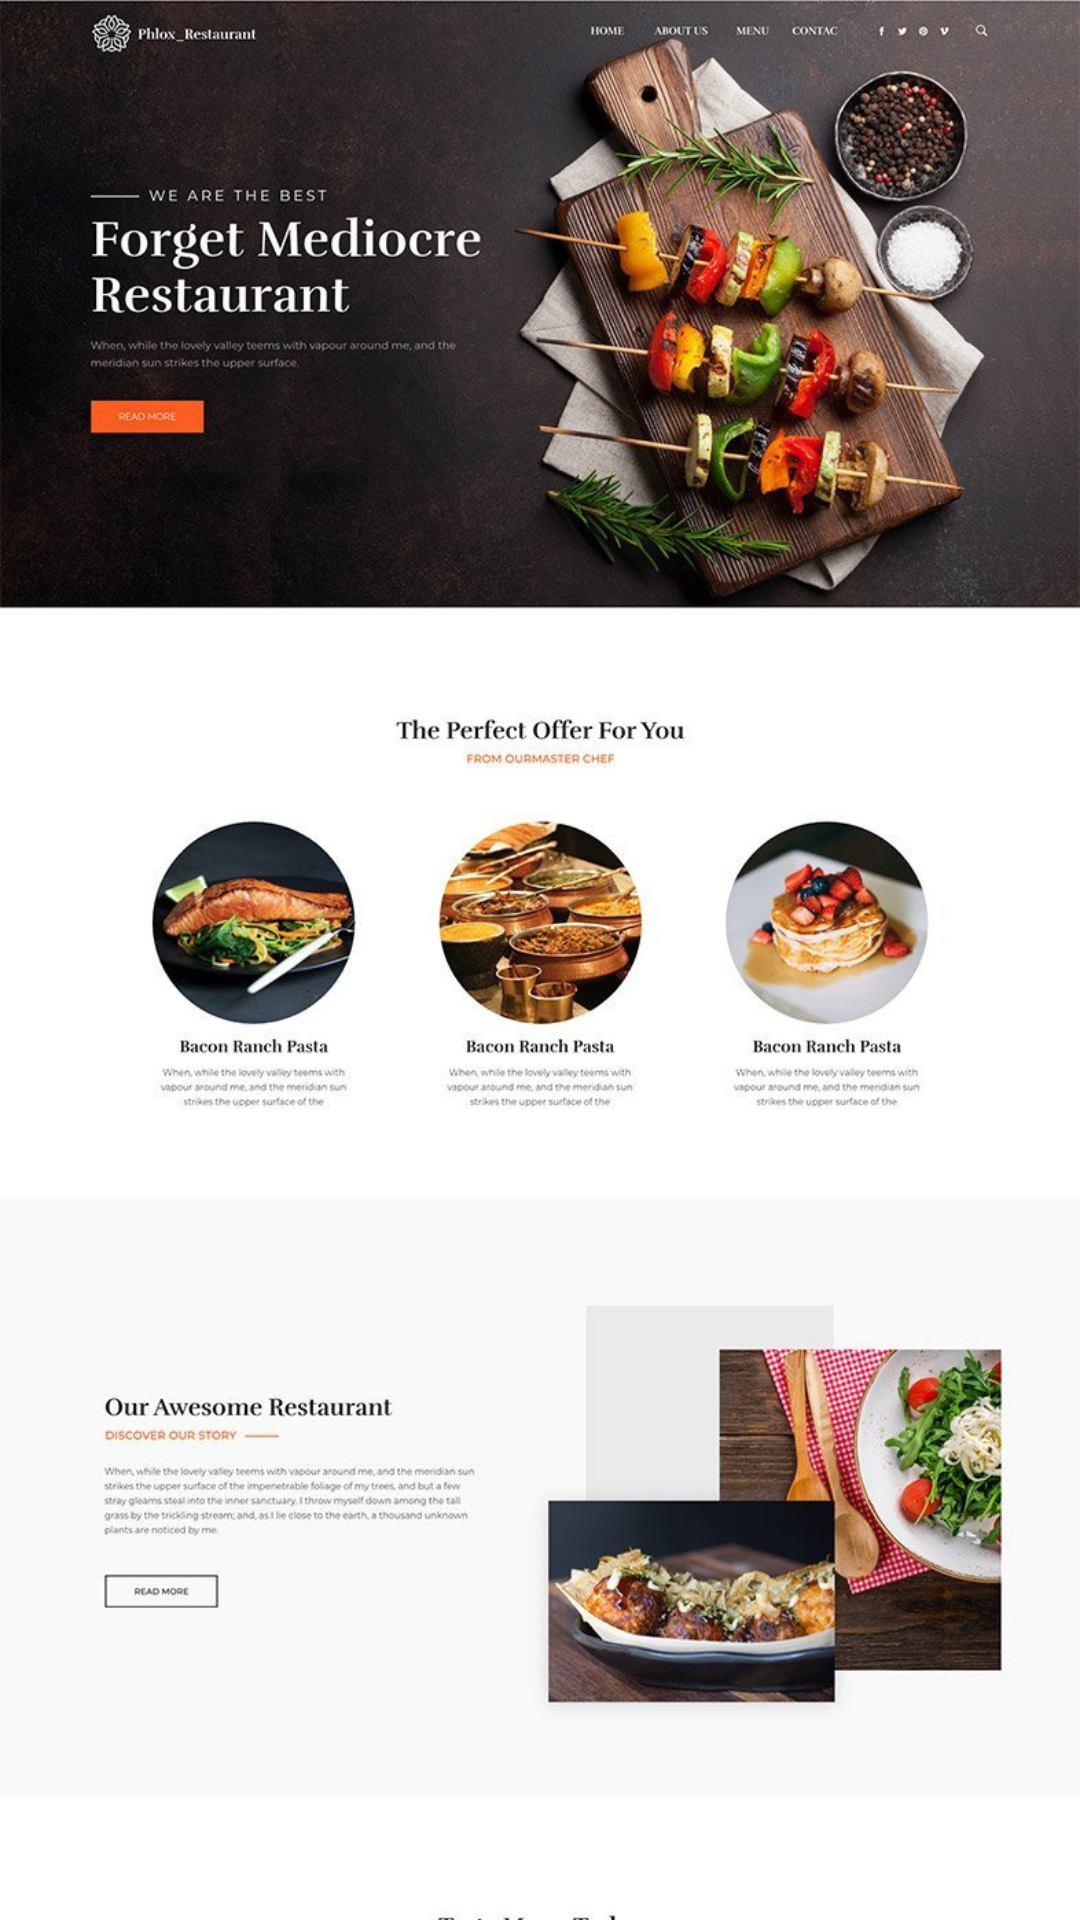 Phlox_Restaurant
HOME ABOUT US MENU CONTAC
WE ARE THE BEST
Forget Mediocre
Restaurant
When, while the lovely valley teems with vapour around me, and the
meridian sun strikes the upper surface.
READ MORE
The Perfect Offer For You
FROM OURMASTER CHEF
Bacon Ranch Pasta
When, while the lovely valley teems with
vapour around me, and the meridian sun
strikes the upper surface of the
Bacon Ranch Pasta
When, while the lovely valley teems with
vapour around me, and the meridian sun
strikes the upper surface of the
Bacon Ranch Pasta
When, while the lovely valley teems with
vapour around me, and the meridian sun
strikes the upper surface of the
Our Awesome Restaurant
DISCOVER OUR STORY
When, while the lovely valley teems with vapour around me, and the meridian sun
strikes the upper surface of the impenetrable foliage of my trees, and but a few
stray gleams steal into the inner sanctuary, I throw myself down among the tall
grass by the trickling stream; and, as I lie close to the earth, a thousand unknown
plants are noticed by me.
READ MORE